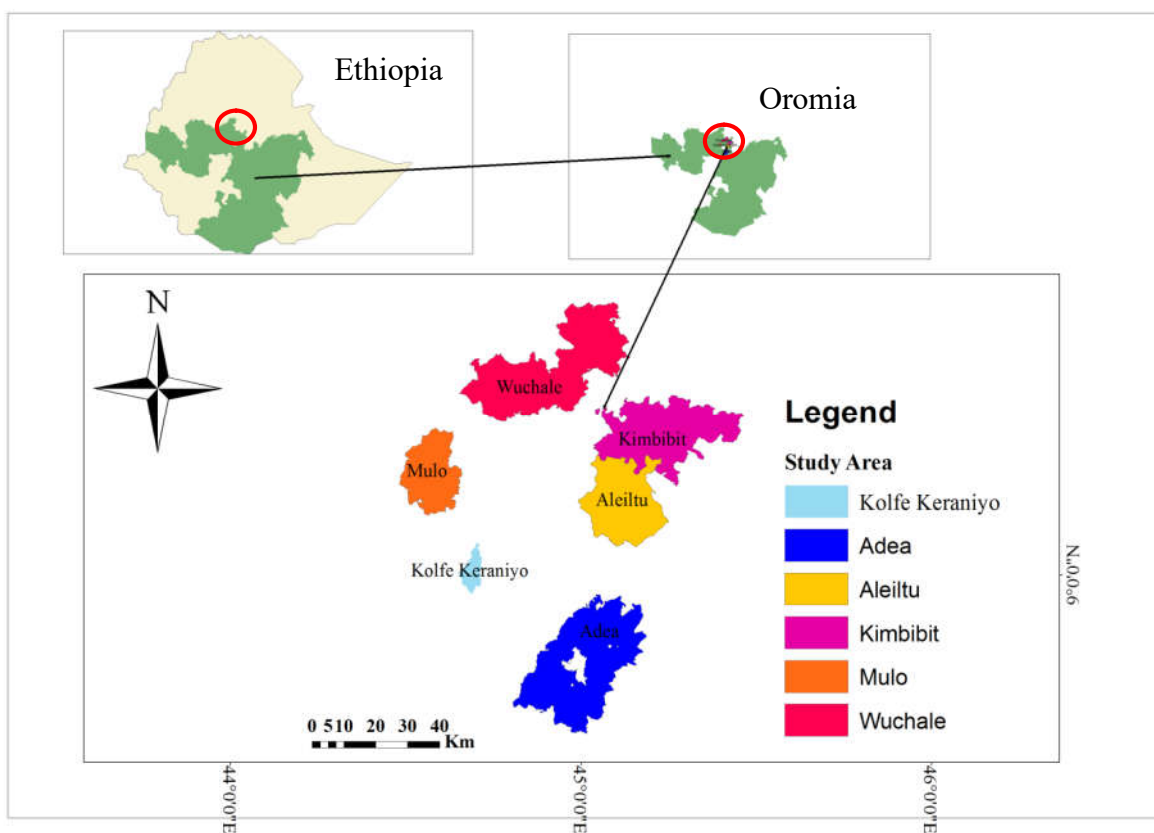 Ethiopia
Oromia
N
Wuchale
Kimbibit
Mulo
Aleiltu
Kolfe Keraniyo
Adea
Legend
Study Area
Kolfe Keraniyo
Adea
Aleiltu
Kimbibit
Mulo
Wuchale
0 5 10 20 30 40
Km
9°0'0"N
44°0'0"E
45°0'0"E
46°0'0"E